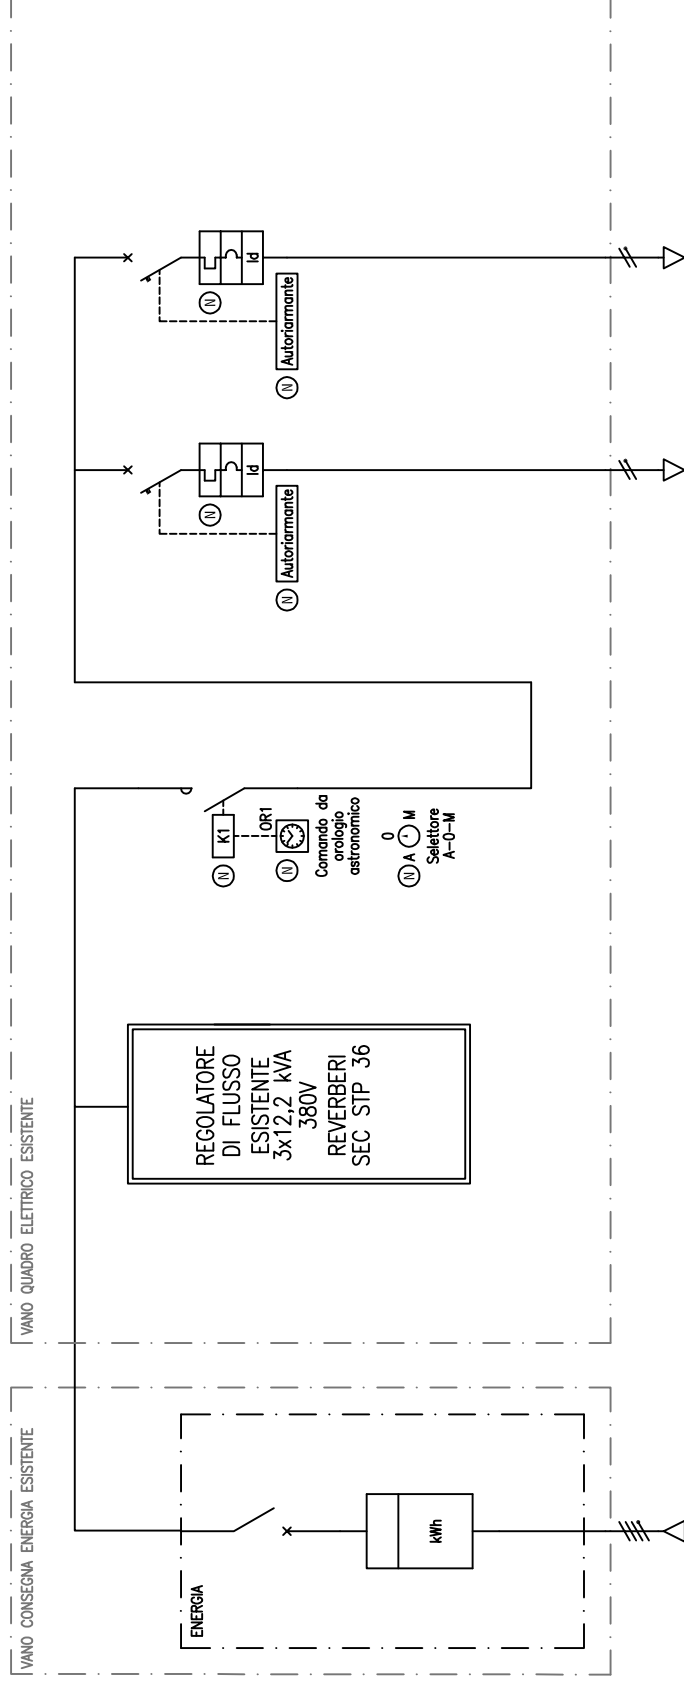 VANO CONSEGNA ENERGIA ESISTENTE
ENERGIA
kWh
VANO QUADRO ELETTRICO ESISTENTE
REGOLATORE
DI FLUSSO
ESISTENTE
3x12,2 kVA
380V
REVERBERI
SEC STP 36
N
K1
N
OR1
Comando da
orologio
astronomico
N A 0 M
Selettore
A-0-M
N
Id
N
Autoriarmante
N
Id
N
Autoriarmante